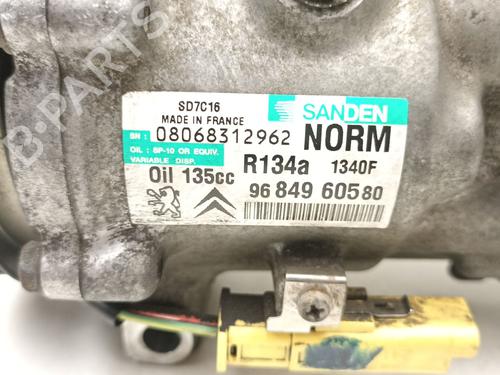 SD7C16
MADE IN FRANCE
SANDEN
SN : 08068312962 NORM
OIL : SP-10 OR EQUIV.
VARIABLE DISP.
R134a 1340F
Oil 135cc
96 849 605 80
B-PARTS